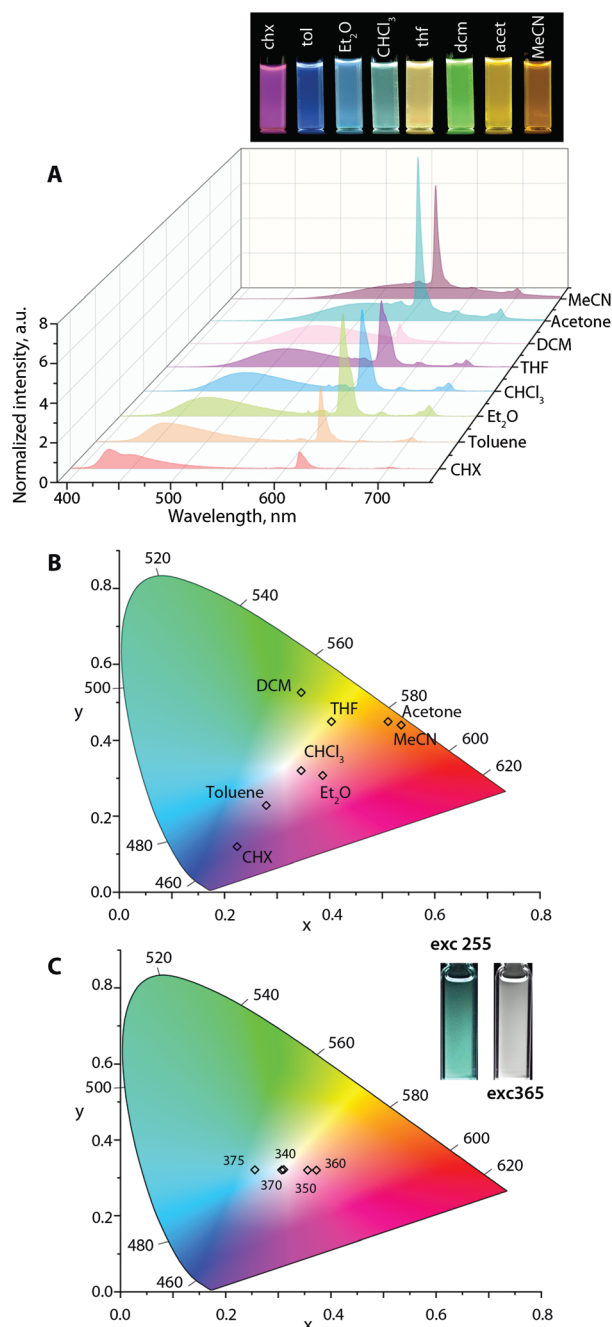 chx tol Et₂O CHCl₃ thf dcm acet MeCN
A
Normalized intensity, a.u.
8
6
4
2
0
400 500 600 700
Wavelength, nm
MeCN
Acetone
DCM
THF
CHCl₃
Et₂O
Toluene
CHX
B
520
540
560
580
600
620
500
480
460
y
0.8
0.6
0.4
0.2
0.0
DCM
THF
Acetone
MeCN
CHCl₃
Et₂O
Toluene
CHX
0.0 0.2 0.4 0.6 0.8
x
C
exc 255
exc365
520
540
560
580
600
620
500
480
460
y
0.8
0.6
0.4
0.2
0.0
375 340 360
370 350
0.0 0.2 0.4 0.6 0.8
x